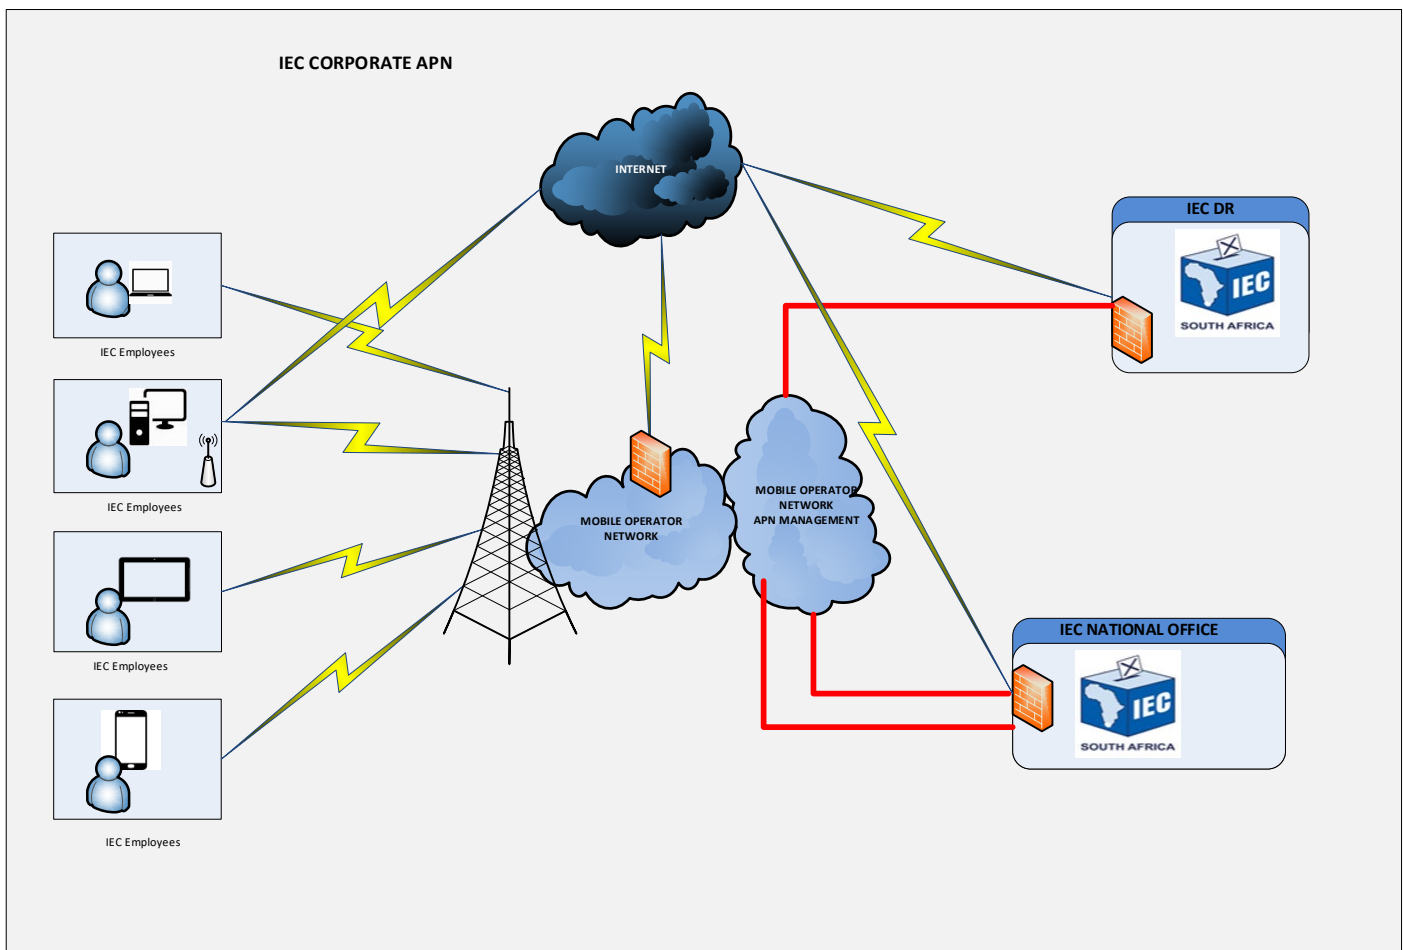 IEC CORPORATE APN
INTERNET
IEC DR
IEC
SOUTH AFRICA
IEC Employees
IEC Employees
MOBILE OPERATOR
NETWORK
MOBILE OPERATOR
NETWORK
APN MANAGEMENT
IEC Employees
IEC NATIONAL OFFICE
IEC
SOUTH AFRICA
IEC Employees